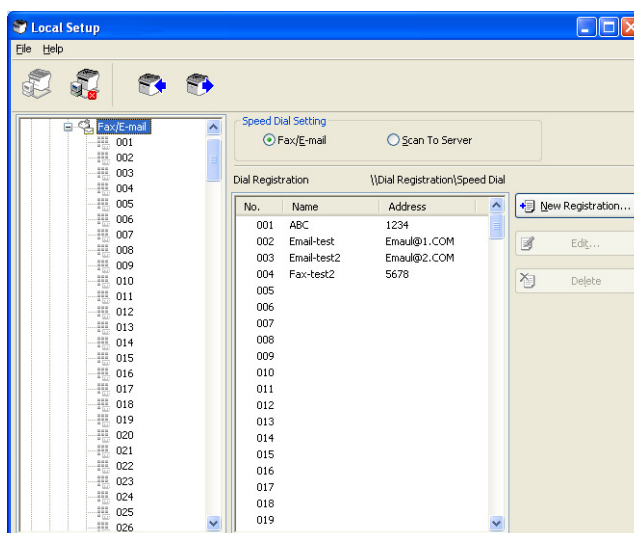 Local Setup
File Help
Fax/E-mail
001
002
003
004
005
006
007
008
009
010
011
012
013
014
015
016
017
018
019
020
021
022
023
024
025
026
Speed Dial Setting
Fax/E-mail Scan To Server
Dial Registration \\Dial Registration\Speed Dial
No. Name Address
001 ABC 1234
002 Email-test Emaul@1.COM
003 Email-test2 Emaul@2.COM
004 Fax-test2 5678
005
006
007
008
009
010
011
012
013
014
015
016
017
018
019
New Registration...
Edit...
Delete